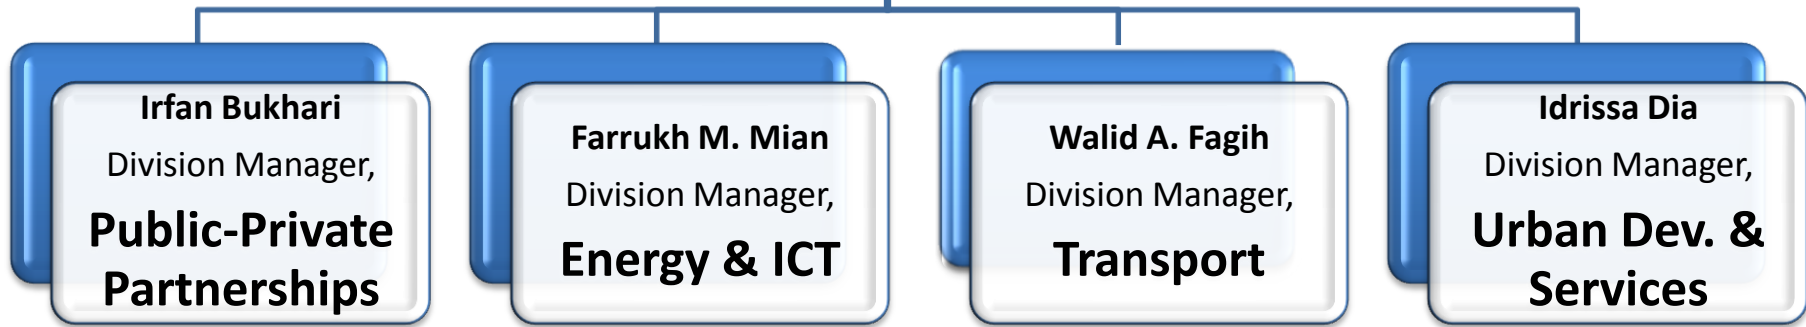 Irfan Bukhari
Division Manager,
Public-Private
Partnerships
Farrukh M. Mian
Division Manager,
Energy & ICT
Walid A. Fagih
Division Manager,
Transport
Idrissa Dia
Division Manager,
Urban Dev. &
Services